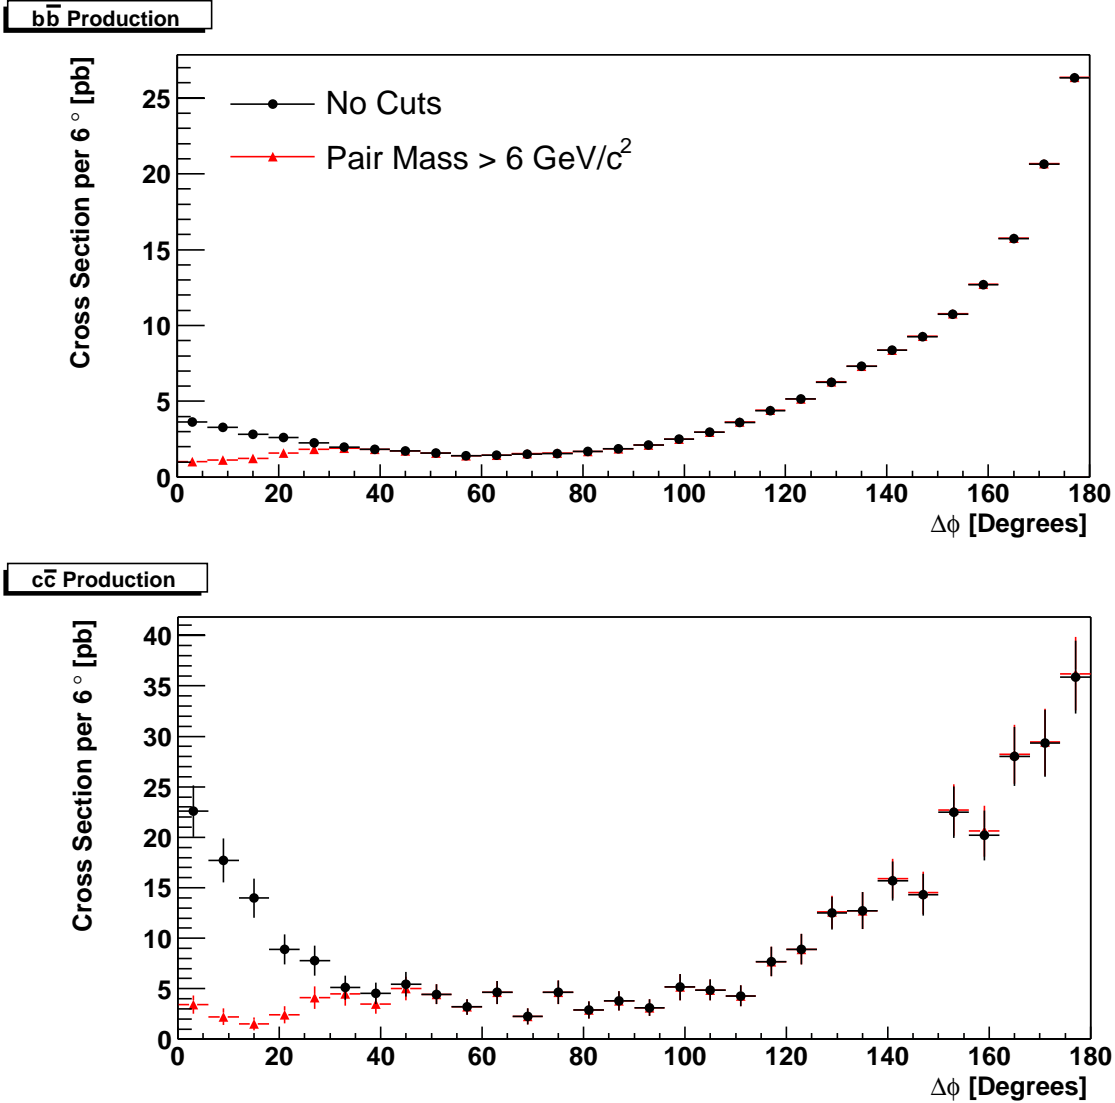 bb̅ Production
Cross Section per 6 ° [pb]
25
20
15
10
5
0
No Cuts
Pair Mass > 6 GeV/c²
0 20 40 60 80 100 120 140 160 180
Δϕ [Degrees]
cc̅ Production
Cross Section per 6 ° [pb]
40
35
30
25
20
15
10
5
0
0 20 40 60 80 100 120 140 160 180
Δϕ [Degrees]